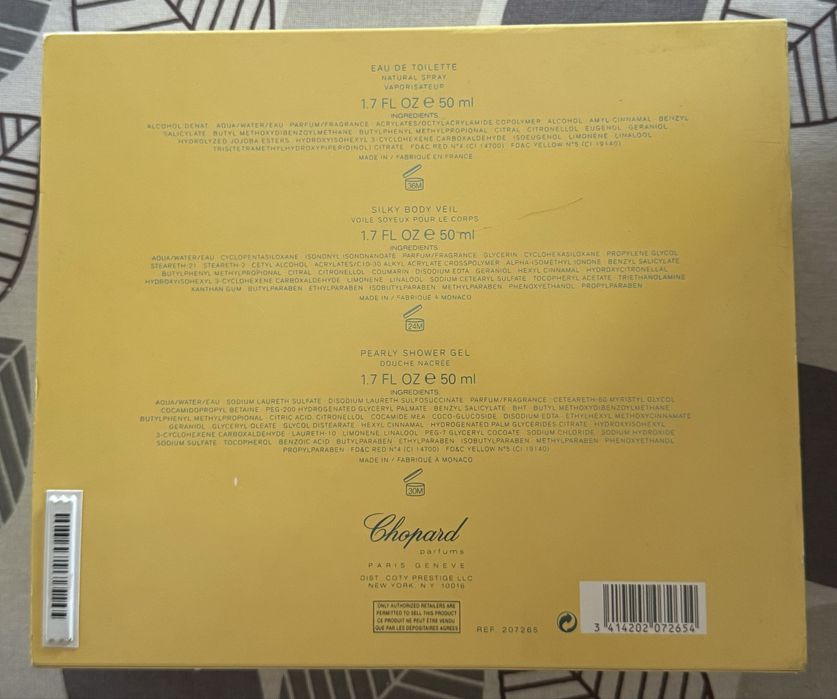 EAU DE TOILETTE
NATURAL SPRAY
VAPORISATEUR
1.7 FL OZ ℮ 50 ml
INGREDIENTS:
ALCOHOL DENAT. · AQUA/WATER/EAU · PARFUM/FRAGRANCE · ACRYLATES/OCTYLACRYLAMIDE COPOLYMER · ALCOHOL · AMYL CINNAMAL · BENZYL
SALICYLATE · BUTYL METHOXYDIBENZOYLMETHANE · BUTYLPHENYL METHYLPROPIONAL · CITRAL · CITRONELLOL · EUGENOL · GERANIOL
HYDROLYZED JOJOBA ESTERS · HYDROXYISOHEXYL 3-CYCLOHEXENE CARBOXALDEHYDE · ISOEUGENOL · LIMONENE · LINALOOL
TRIS(TETRAMETHYLHYDROXYPIPERIDINOL) CITRATE · FD&C RED N°4 (CI 14700) · FD&C YELLOW N°5 (CI 19140)
MADE IN / FABRIQUÉ EN FRANCE
36M
SILKY BODY VEIL
VOILE SOYEUX POUR LE CORPS
1.7 FL OZ ℮ 50 ml
INGREDIENTS:
AQUA/WATER/EAU · CYCLOPENTASILOXANE · ISONONYL ISONONANOATE · PARFUM/FRAGRANCE · GLYCERIN · CYCLOHEXASILOXANE · PROPYLENE GLYCOL
STEARETH-21 · STEARETH-2 · CETYL ALCOHOL · ACRYLATES/C10-30 ALKYL ACRYLATE CROSSPOLYMER · ALPHA-ISOMETHYL IONONE · BENZYL SALICYLATE
BUTYLPHENYL METHYLPROPIONAL · CITRAL · CITRONELLOL · COUMARIN · DISODIUM EDTA · GERANIOL · HEXYL CINNAMAL · HYDROXYCITRONELLAL
HYDROXYISOHEXYL 3-CYCLOHEXENE CARBOXALDEHYDE · LIMONENE · LINALOOL · SODIUM CETEARYL SULFATE · TOCOPHERYL ACETATE · TRIETHANOLAMINE
XANTHAN GUM · BUTYLPARABEN · ETHYLPARABEN · ISOBUTYLPARABEN · METHYLPARABEN · PHENOXYETHANOL · PROPYLPARABEN
MADE IN / FABRIQUÉ À MONACO
24M
PEARLY SHOWER GEL
DOUCHE NACRÉE
1.7 FL OZ ℮ 50 ml
INGREDIENTS:
AQUA/WATER/EAU · SODIUM LAURETH SULFATE · DISODIUM LAURETH SULFOSUCCINATE · PARFUM/FRAGRANCE · CETEARETH-60 MYRISTYL GLYCOL
COCAMIDOPROPYL BETAINE · PEG-200 HYDROGENATED GLYCERYL PALMATE · BENZYL SALICYLATE · BHT · BUTYL METHOXYDIBENZOYLMETHANE
BUTYLPHENYL METHYLPROPIONAL · CITRIC ACID · CITRONELLOL · COCAMIDE MEA · COCO-GLUCOSIDE · DISODIUM EDTA · ETHYLHEXYL METHOXYCINNAMATE
GERANIOL · GLYCERYL OLEATE · GLYCOL DISTEARATE · HEXYL CINNAMAL · HYDROGENATED PALM GLYCERIDES CITRATE · HYDROXYISOHEXYL
3-CYCLOHEXENE CARBOXALDEHYDE · LAURETH-10 · LIMONENE · LINALOOL · PEG-7 GLYCERYL COCOATE · SODIUM CHLORIDE · SODIUM HYDROXIDE
SODIUM SULFATE · TOCOPHEROL · BENZOIC ACID · BUTYLPARABEN · ETHYLPARABEN · ISOBUTYLPARABEN · METHYLPARABEN · PHENOXYETHANOL
PROPYLPARABEN · FD&C RED N°4 (CI 14700) · FD&C YELLOW N°5 (CI 19140)
MADE IN / FABRIQUÉ À MONACO
30M
Chopard
parfums
PARIS GENEVE
DIST. COTY PRESTIGE LLC
NEW YORK, N.Y. 10016
ONLY AUTHORIZED RETAILERS ARE
PERMITTED TO SELL THIS PRODUCT
CE PRODUIT NE PEUT ÊTRE VENDU
QUE PAR LES DÉPOSITAIRES AGRÉÉS
REF. 207265
3 414202 072654